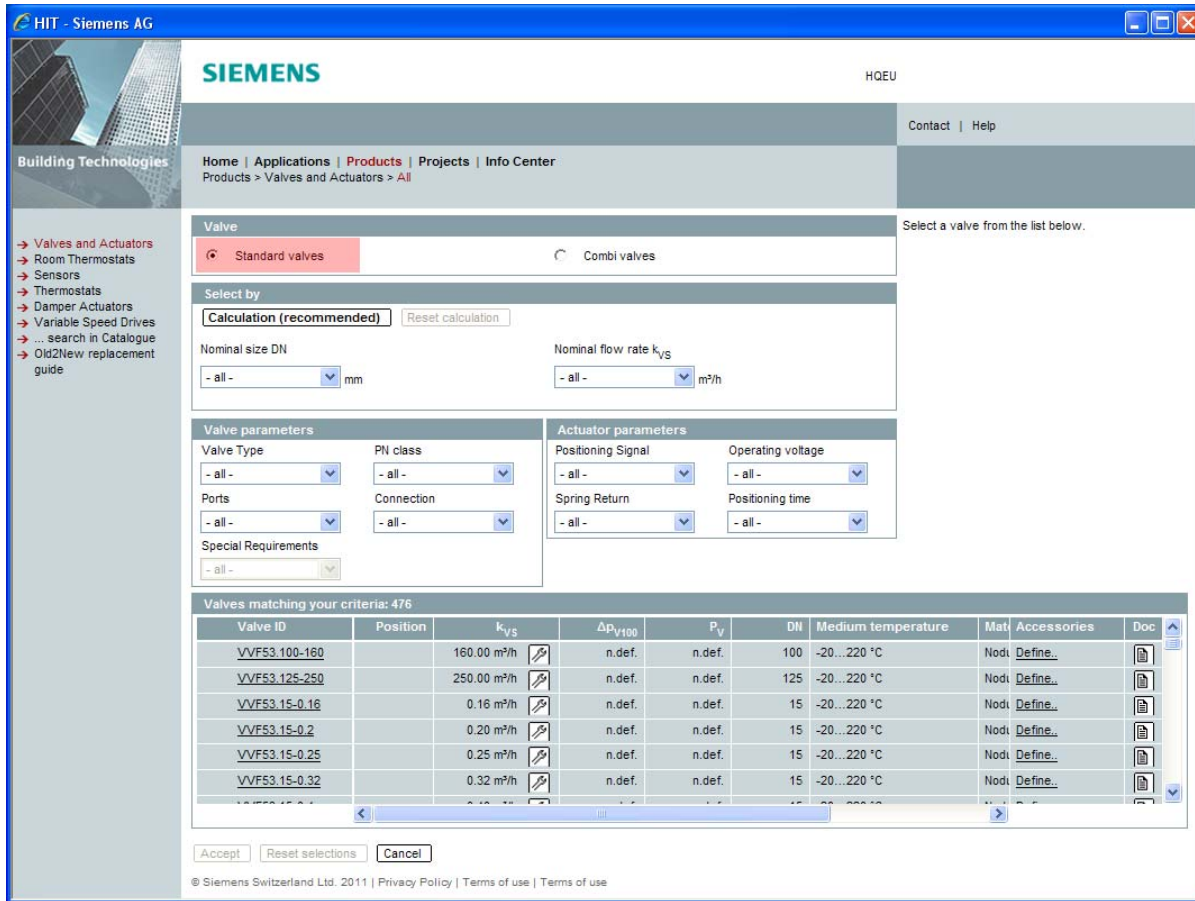 HIT - Siemens AG
SIEMENS
HQEU
Contact | Help
Building Technologies
Home | Applications | Products | Projects | Info Center
Products > Valves and Actuators > All
Valves and Actuators
Room Thermostats
Sensors
Thermostats
Damper Actuators
Variable Speed Drives
... search in Catalogue
Old2New replacement
guide
Valve
Standard valves Combi valves
Select a valve from the list below.
Select by
Calculation (recommended) Reset calculation
Nominal size DN Nominal flow rate kVS
- all - mm - all - m³/h
Valve parameters
Valve Type PN class
- all - - all -
Ports Connection
- all - - all -
Special Requirements
- all -
Actuator parameters
Positioning Signal Operating voltage
- all - - all -
Spring Return Positioning time
- all - - all -
Valves matching your criteria: 476
Valve ID Position kVS ΔpV100 PV DN Medium temperature Mate Accessories Doc
VVF53.100-160 160.00 m³/h n.def. n.def. 100 -20...220 °C Nodu Define..
VVF53.125-250 250.00 m³/h n.def. n.def. 125 -20...220 °C Nodu Define..
VVF53.15-0.16 0.16 m³/h n.def. n.def. 15 -20...220 °C Nodu Define..
VVF53.15-0.2 0.20 m³/h n.def. n.def. 15 -20...220 °C Nodu Define..
VVF53.15-0.25 0.25 m³/h n.def. n.def. 15 -20...220 °C Nodu Define..
VVF53.15-0.32 0.32 m³/h n.def. n.def. 15 -20...220 °C Nodu Define..
Accept Reset selections Cancel
© Siemens Switzerland Ltd. 2011 | Privacy Policy | Terms of use | Terms of use